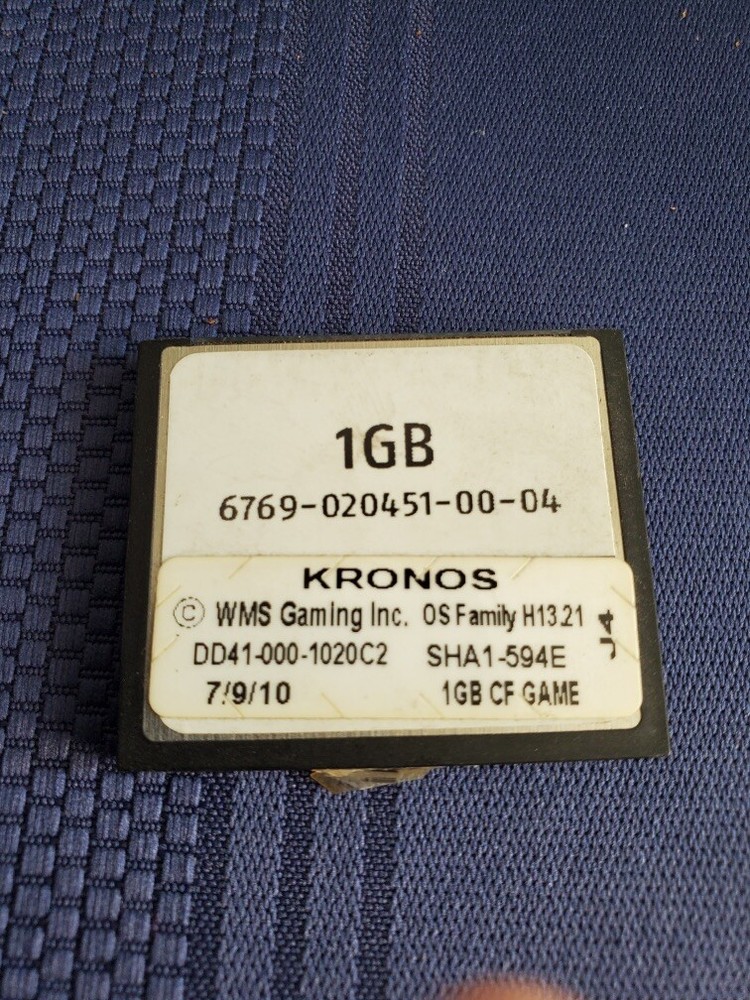 1GB
6769-020451-00-04
KRONOS
© WMS Gaming Inc. OS Family H13.21
DD41-000-1020C2 SHA1-594E
7/9/10 1GB CF GAME
J4